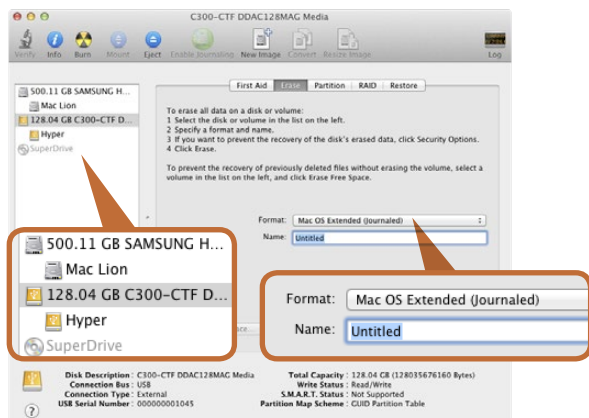 C300-CTF DDAC128MAG Media
Verify Info Burn Mount Eject Enable Journaling New Image Convert Resize Image Log
500.11 GB SAMSUNG H...
Mac Lion
128.04 GB C300-CTF D...
Hyper
SuperDrive
First Aid Erase Partition RAID Restore
To erase all data on a disk or volume:
1 Select the disk or volume in the list on the left.
2 Specify a format and name.
3 If you want to prevent the recovery of the disk's erased data, click Security Options.
4 Click Erase.
To prevent the recovery of previously deleted files without erasing the volume, select a
volume in the list on the left, and click Erase Free Space.
Format: Mac OS Extended (Journaled)
Name: Untitled
500.11 GB SAMSUNG H...
Mac Lion
128.04 GB C300-CTF D...
Hyper
SuperDrive
Format: Mac OS Extended (Journaled)
Name: Untitled
Disk Description : C300-CTF DDAC128MAG Media
Connection Bus : USB
Connection Type : External
USB Serial Number : 000000001045
Total Capacity : 128.04 GB (128035676160 Bytes)
Write Status : Read/Write
S.M.A.R.T. Status : Not Supported
Partition Map Scheme : GUID Partition Table
?